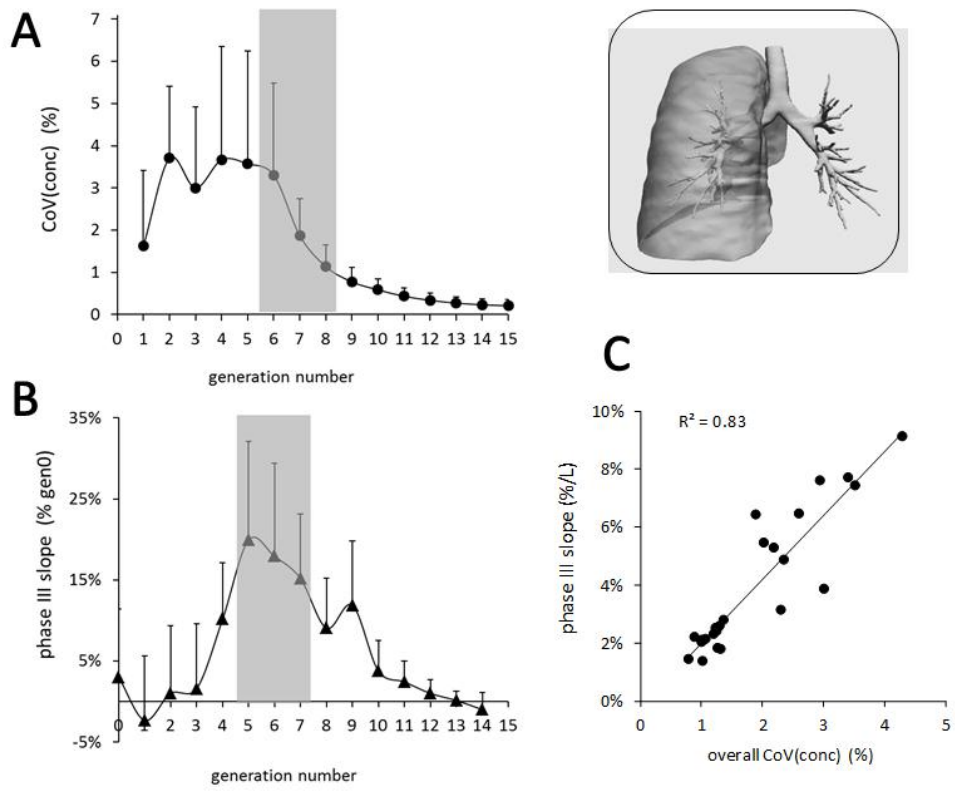 A
CoV(conc) (%)
7
6
5
4
3
2
1
0
0 1 2 3 4 5 6 7 8 9 10 11 12 13 14 15
generation number
B
phase III slope (% gen0)
35%
25%
15%
5%
-5%
0 1 2 3 4 5 6 7 8 9 10 11 12 13 14 15
generation number
C
phase III slope (%/L)
10%
8%
6%
4%
2%
0%
R² = 0.83
0 1 2 3 4 5
overall CoV(conc) (%)